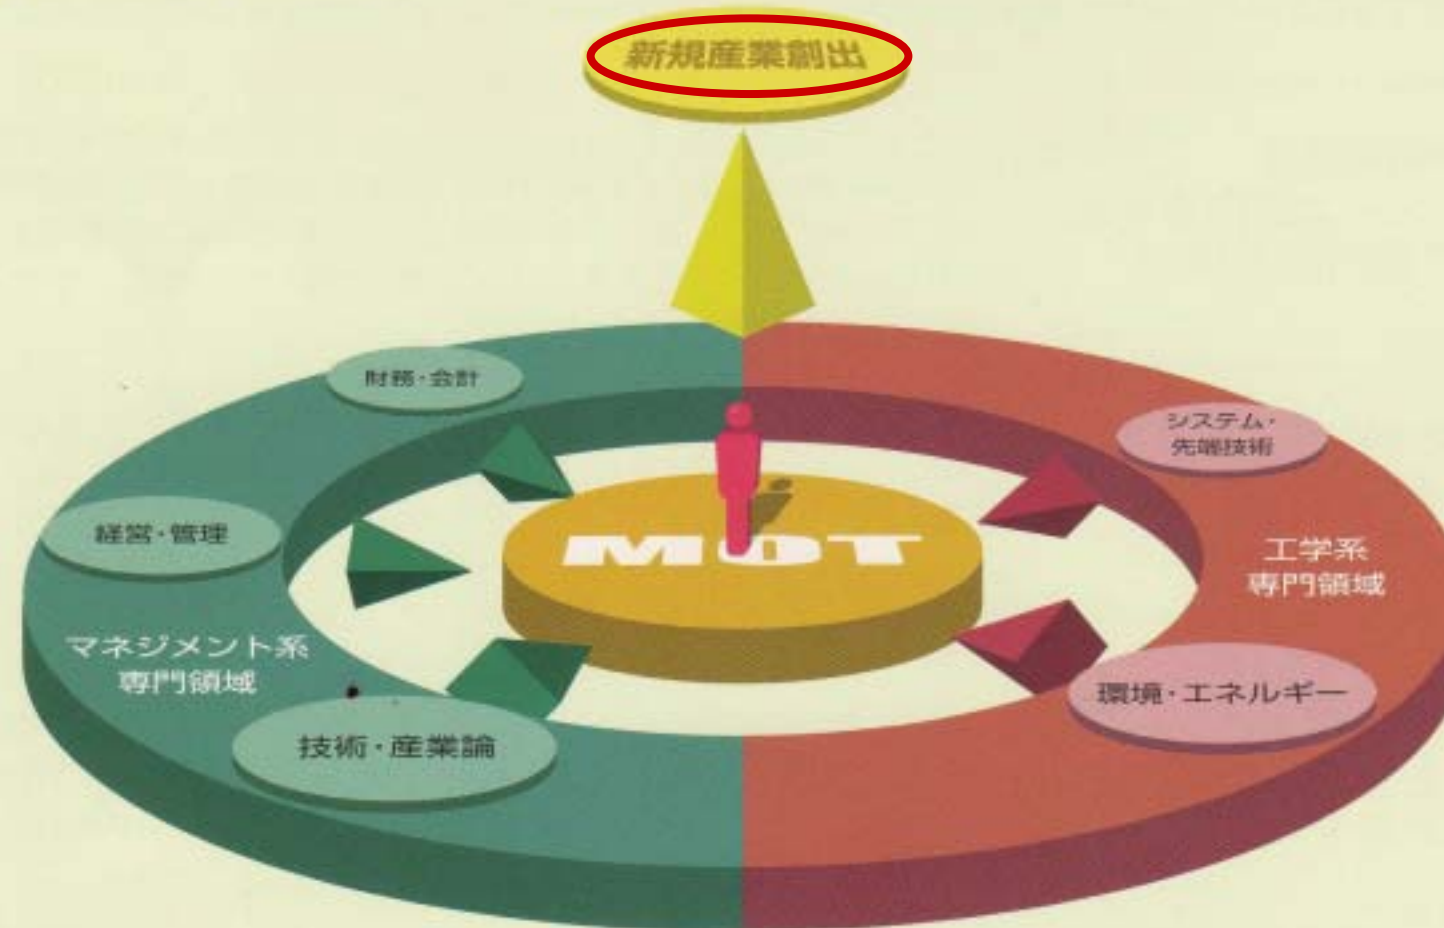 新規産業創出
財務・会計
システム・
先端技術
経営・管理
MOT
工学系
専門領域
マネジメント系
専門領域
環境・エネルギー
技術・産業論